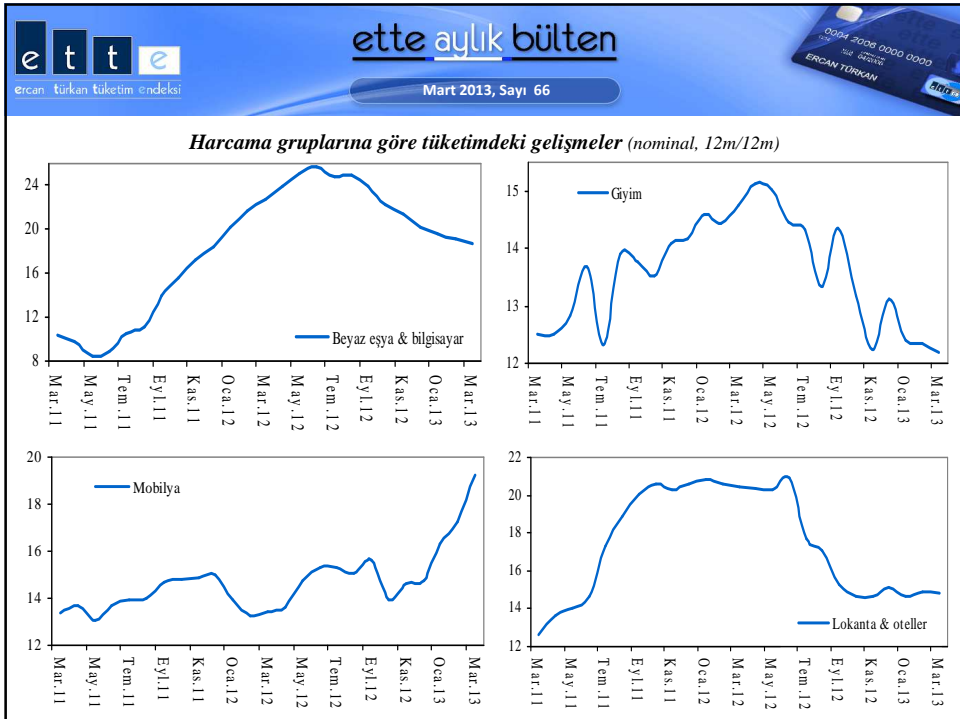 ette
ercan türkan tüketim endeksi
ette aylık bülten
Mart 2013, Sayı 66
0004 2006 0000 0000
ERCAN TÜRKAN
Harcama gruplarına göre tüketimdeki gelişmeler (nominal, 12m/12m)
24
20
16
12
8
Beyaz eşya & bilgisayar
Mar.11 May.11 Tem.11 Eyl.11 Kas.11 Oca.12 Mar.12 May.12 Tem.12 Eyl.12 Kas.12 Oca.13 Mar.13
15
14
13
12
Giyim
Mar.11 May.11 Tem.11 Eyl.11 Kas.11 Oca.12 Mar.12 May.12 Tem.12 Eyl.12 Kas.12 Oca.13 Mar.13
20
18
16
14
12
Mobilya
Mar.11 May.11 Tem.11 Eyl.11 Kas.11 Oca.12 Mar.12 May.12 Tem.12 Eyl.12 Kas.12 Oca.13 Mar.13
22
20
18
16
14
12
Lokanta & oteller
Mar.11 May.11 Tem.11 Eyl.11 Kas.11 Oca.12 Mar.12 May.12 Tem.12 Eyl.12 Kas.12 Oca.13 Mar.13